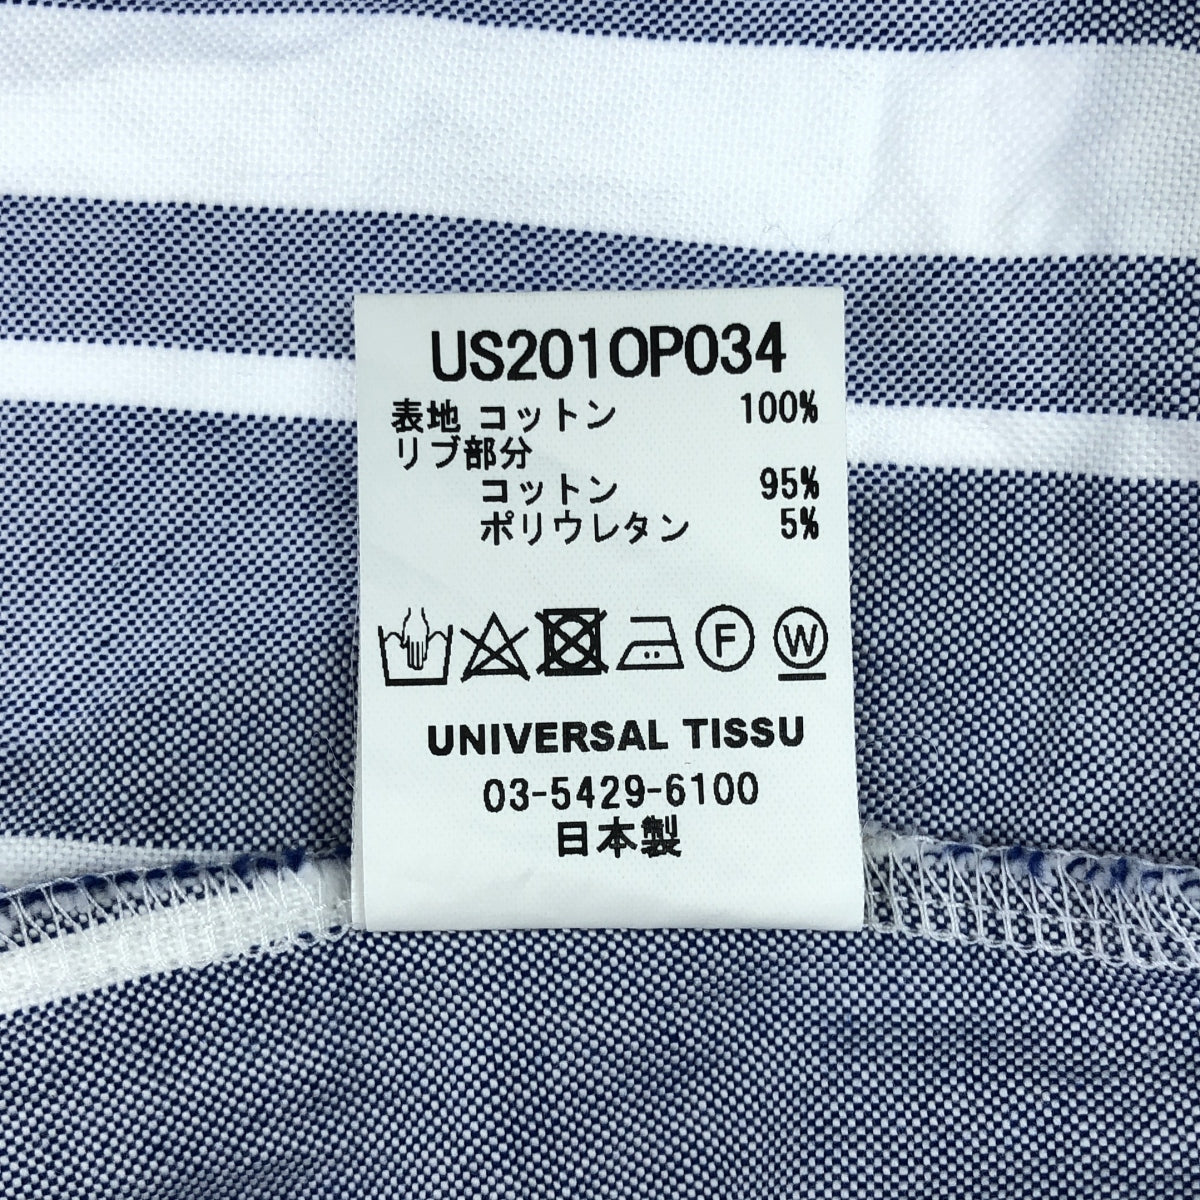 US201OP034
表地 コットン 100%
リブ部分
コットン 95%
ポリウレタン 5%
F W
UNIVERSAL TISSU
03-5429-6100
日本製